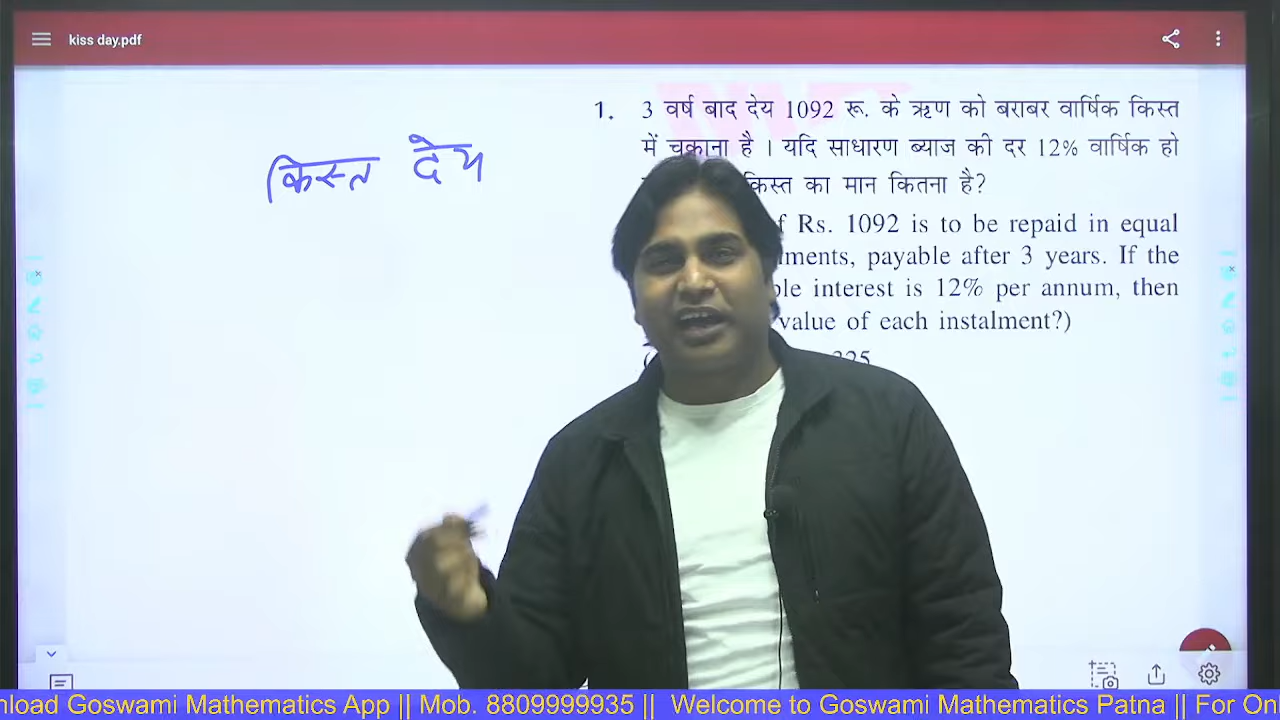 kiss day.pdf
1. 3 वर्ष बाद देय 1092 रू. के ऋण को बराबर वार्षिक किस्त
में चुकाना है । यदि साधारण ब्याज की दर 12% वार्षिक हो
किस्त का मान कितना है?
किस्त देय
Rs. 1092 is to be repaid in equal
payable after 3 years. If the
interest is 12% per annum, then
value of each instalment?)
Goswami Mathematics App || Mob. 8809999935 || Welcome to Goswami Mathematics Patna || For